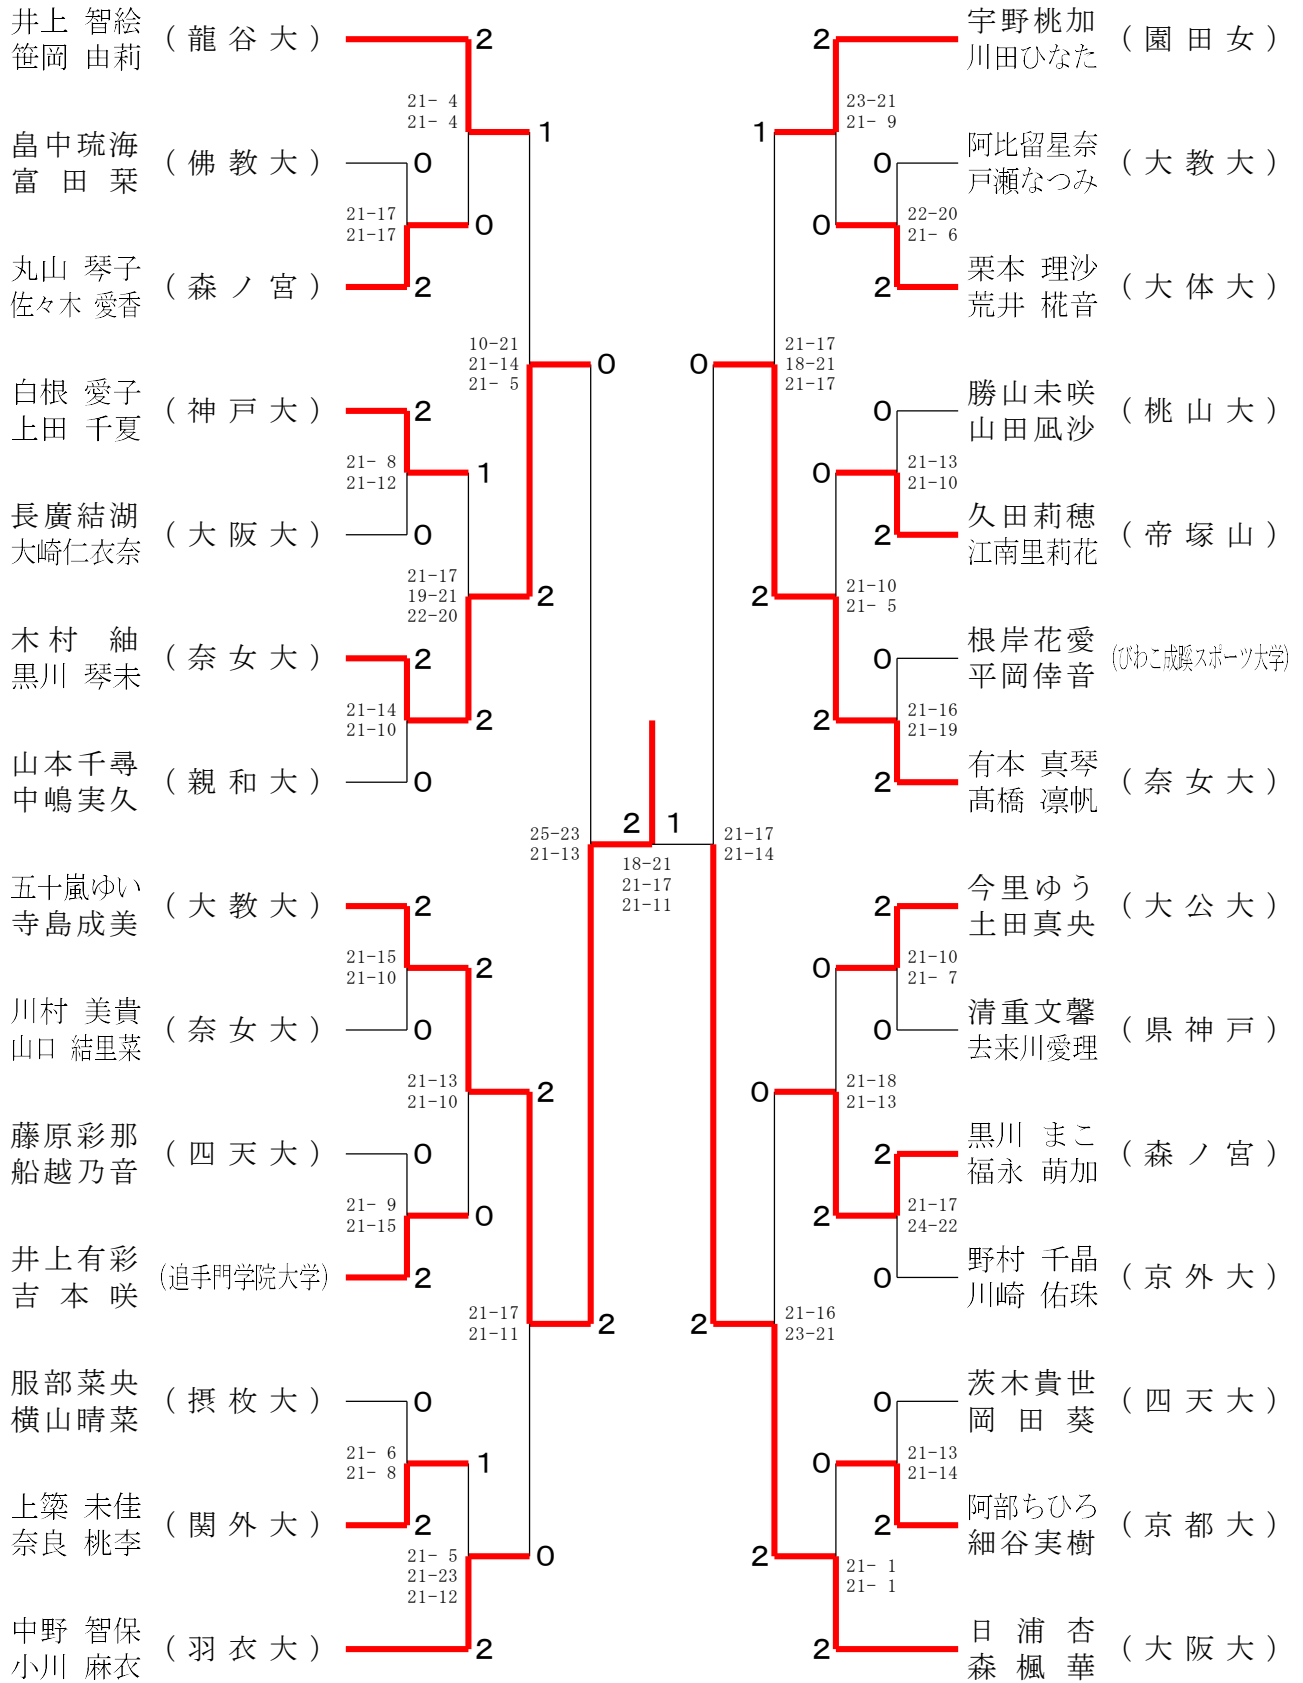 井上 智絵
笹岡 由莉
(龍谷大)
2
21- 4
21- 4
1
畠中琉海
富田栞
(佛教大)
0
21-17
21-17
0
丸山 琴子
佐々木 愛香
(森ノ宮)
2
10-21
21-14
21- 5
0
白根 愛子
上田 千夏
(神戸大)
2
21- 8
21-12
1
長廣結湖
大崎仁衣奈
(大阪大)
0
21-17
19-21
22-20
2
木村 紬
黒川 琴未
(奈女大)
2
21-14
21-10
2
山本千尋
中嶋実久
(親和大)
0
25-23
21-13
五十嵐ゆい
寺島成美
(大教大)
2
21-15
21-10
2
川村 美貴
山口 結里菜
(奈女大)
0
21-13
21-10
2
藤原彩那
船越乃音
(四天大)
0
21- 9
21-15
0
井上有彩
吉本咲
(追手門学院大学)
2
21-17
21-11
2
服部菜央
横山晴菜
(摂枚大)
0
21- 6
21- 8
1
上築 未佳
奈良 桃李
(関外大)
2
21- 5
21-23
21-12
0
中野 智保
小川 麻衣
(羽衣大)
2
2 1
18-21
21-17
21-11
2
宇野桃加
川田ひなた
(園田女)
23-21
21- 9
1
0
阿比留星奈
戸瀬なつみ
(大教大)
22-20
21- 6
0
2
栗本 理沙
荒井 椛音
(大体大)
21-17
18-21
21-17
0
0
勝山未咲
山田凪沙
(桃山大)
21-13
21-10
0
2
久田莉穂
江南里莉花
(帝塚山)
21-10
21- 5
2
0
根岸花愛
平岡倖音
(びわこ成蹊スポーツ大学)
21-16
21-19
2
2
有本 真琴
髙橋 凛帆
(奈女大)
21-17
21-14
2
今里ゆう
土田真央
(大公大)
21-10
21- 7
0
0
清重文馨
去来川愛理
(県神戸)
21-18
21-13
0
2
黒川 まこ
福永 萌加
(森ノ宮)
21-17
24-22
2
0
野村 千晶
川崎 佑珠
(京外大)
21-16
23-21
2
0
茨木貴世
岡田葵
(四天大)
21-13
21-14
0
2
阿部ちひろ
細谷実樹
(京都大)
21- 1
21- 1
2
2
日浦杏
森楓華
(大阪大)